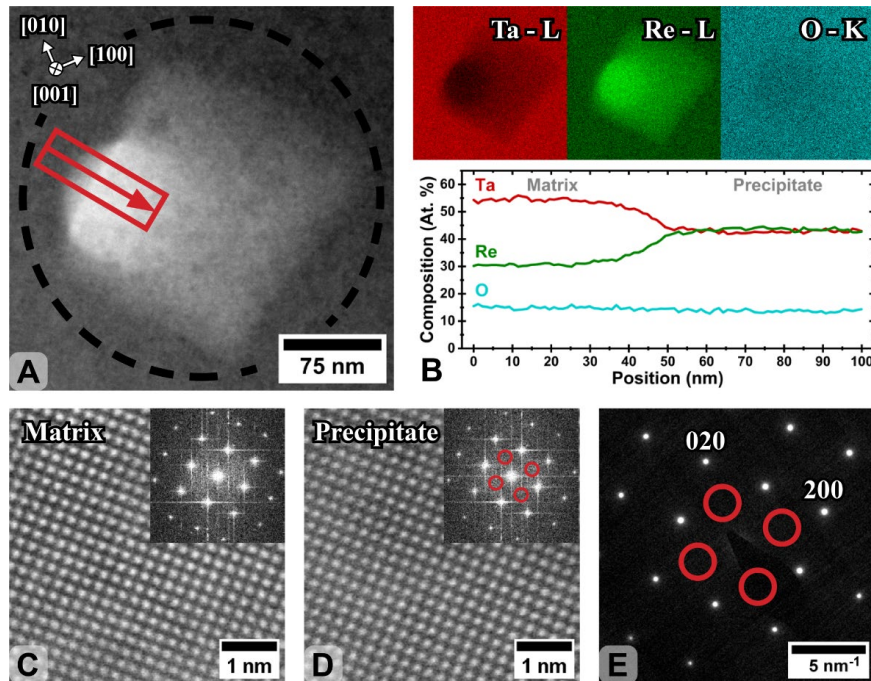 [010]
[100]
[001]
75 nm
A
Ta - L
Re - L
O - K
60
50
40
30
20
10
0
Composition (At. %)
Ta
Matrix
Precipitate
Re
O
0 10 20 30 40 50 60 70 80 90 100
Position (nm)
B
Matrix
1 nm
C
Precipitate
1 nm
D
020
200
5 nm⁻¹
E